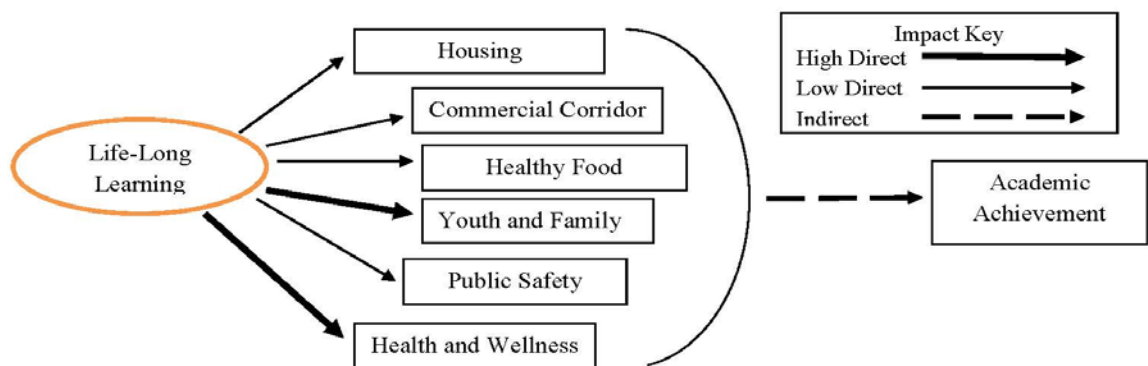 Life-Long
Learning
Housing
Commercial Corridor
Healthy Food
Youth and Family
Public Safety
Health and Wellness
Impact Key
High Direct
Low Direct
Indirect
Academic
Achievement